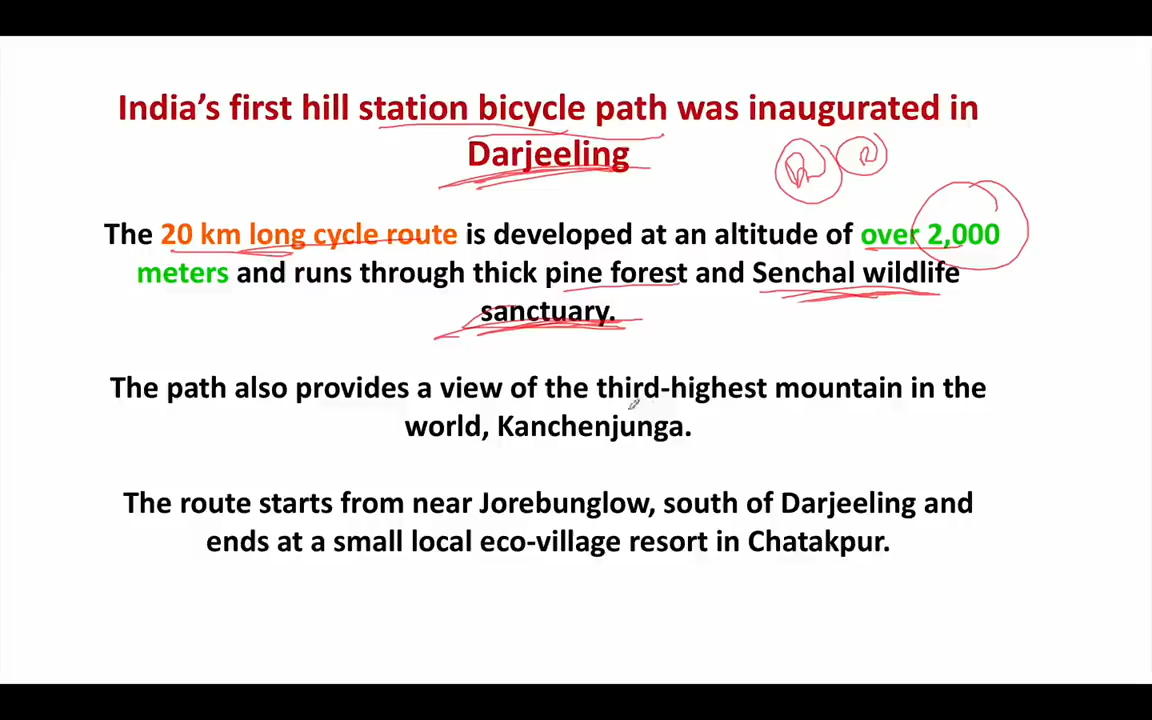 India’s first hill station bicycle path was inaugurated in
Darjeeling
The 20 km long cycle route is developed at an altitude of over 2,000
meters and runs through thick pine forest and Senchal wildlife
sanctuary.
The path also provides a view of the third-highest mountain in the
world, Kanchenjunga.
The route starts from near Jorebunglow, south of Darjeeling and
ends at a small local eco-village resort in Chatakpur.